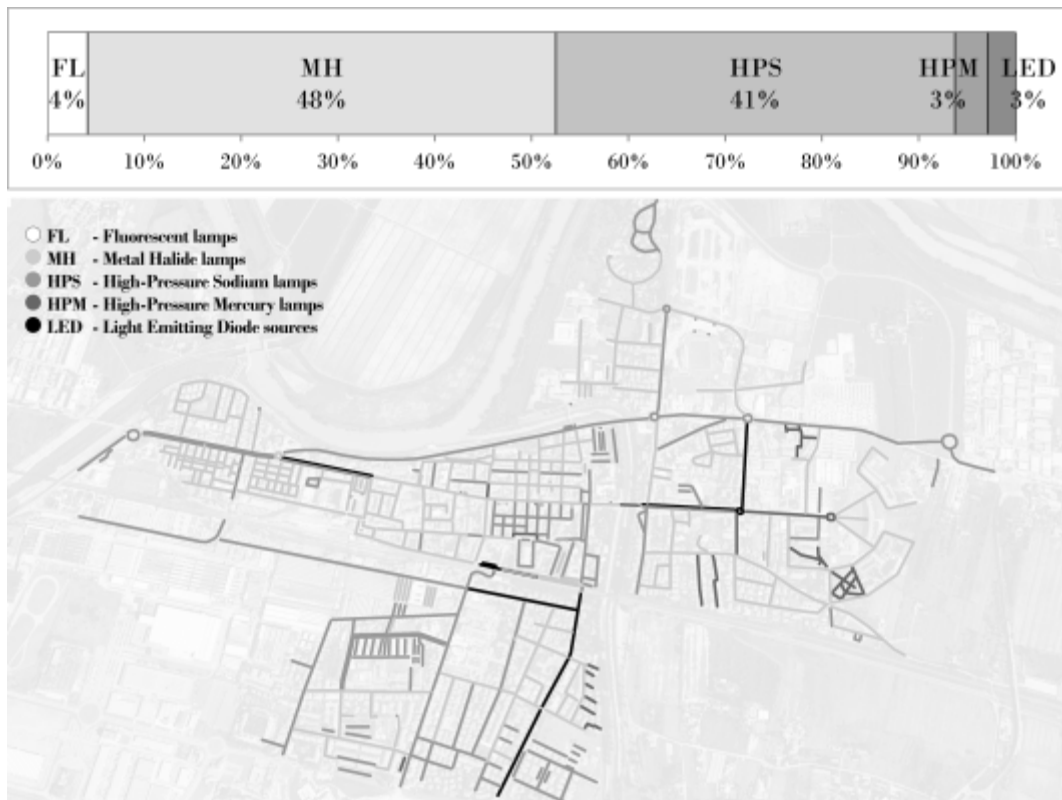 FL MH HPS HPM LED
4% 48% 41% 3% 3%
0% 10% 20% 30% 40% 50% 60% 70% 80% 90% 100%
FL - Fluorescent lamps
MH - Metal Halide lamps
HPS - High-Pressure Sodium lamps
HPM - High-Pressure Mercury lamps
LED - Light Emitting Diode sources